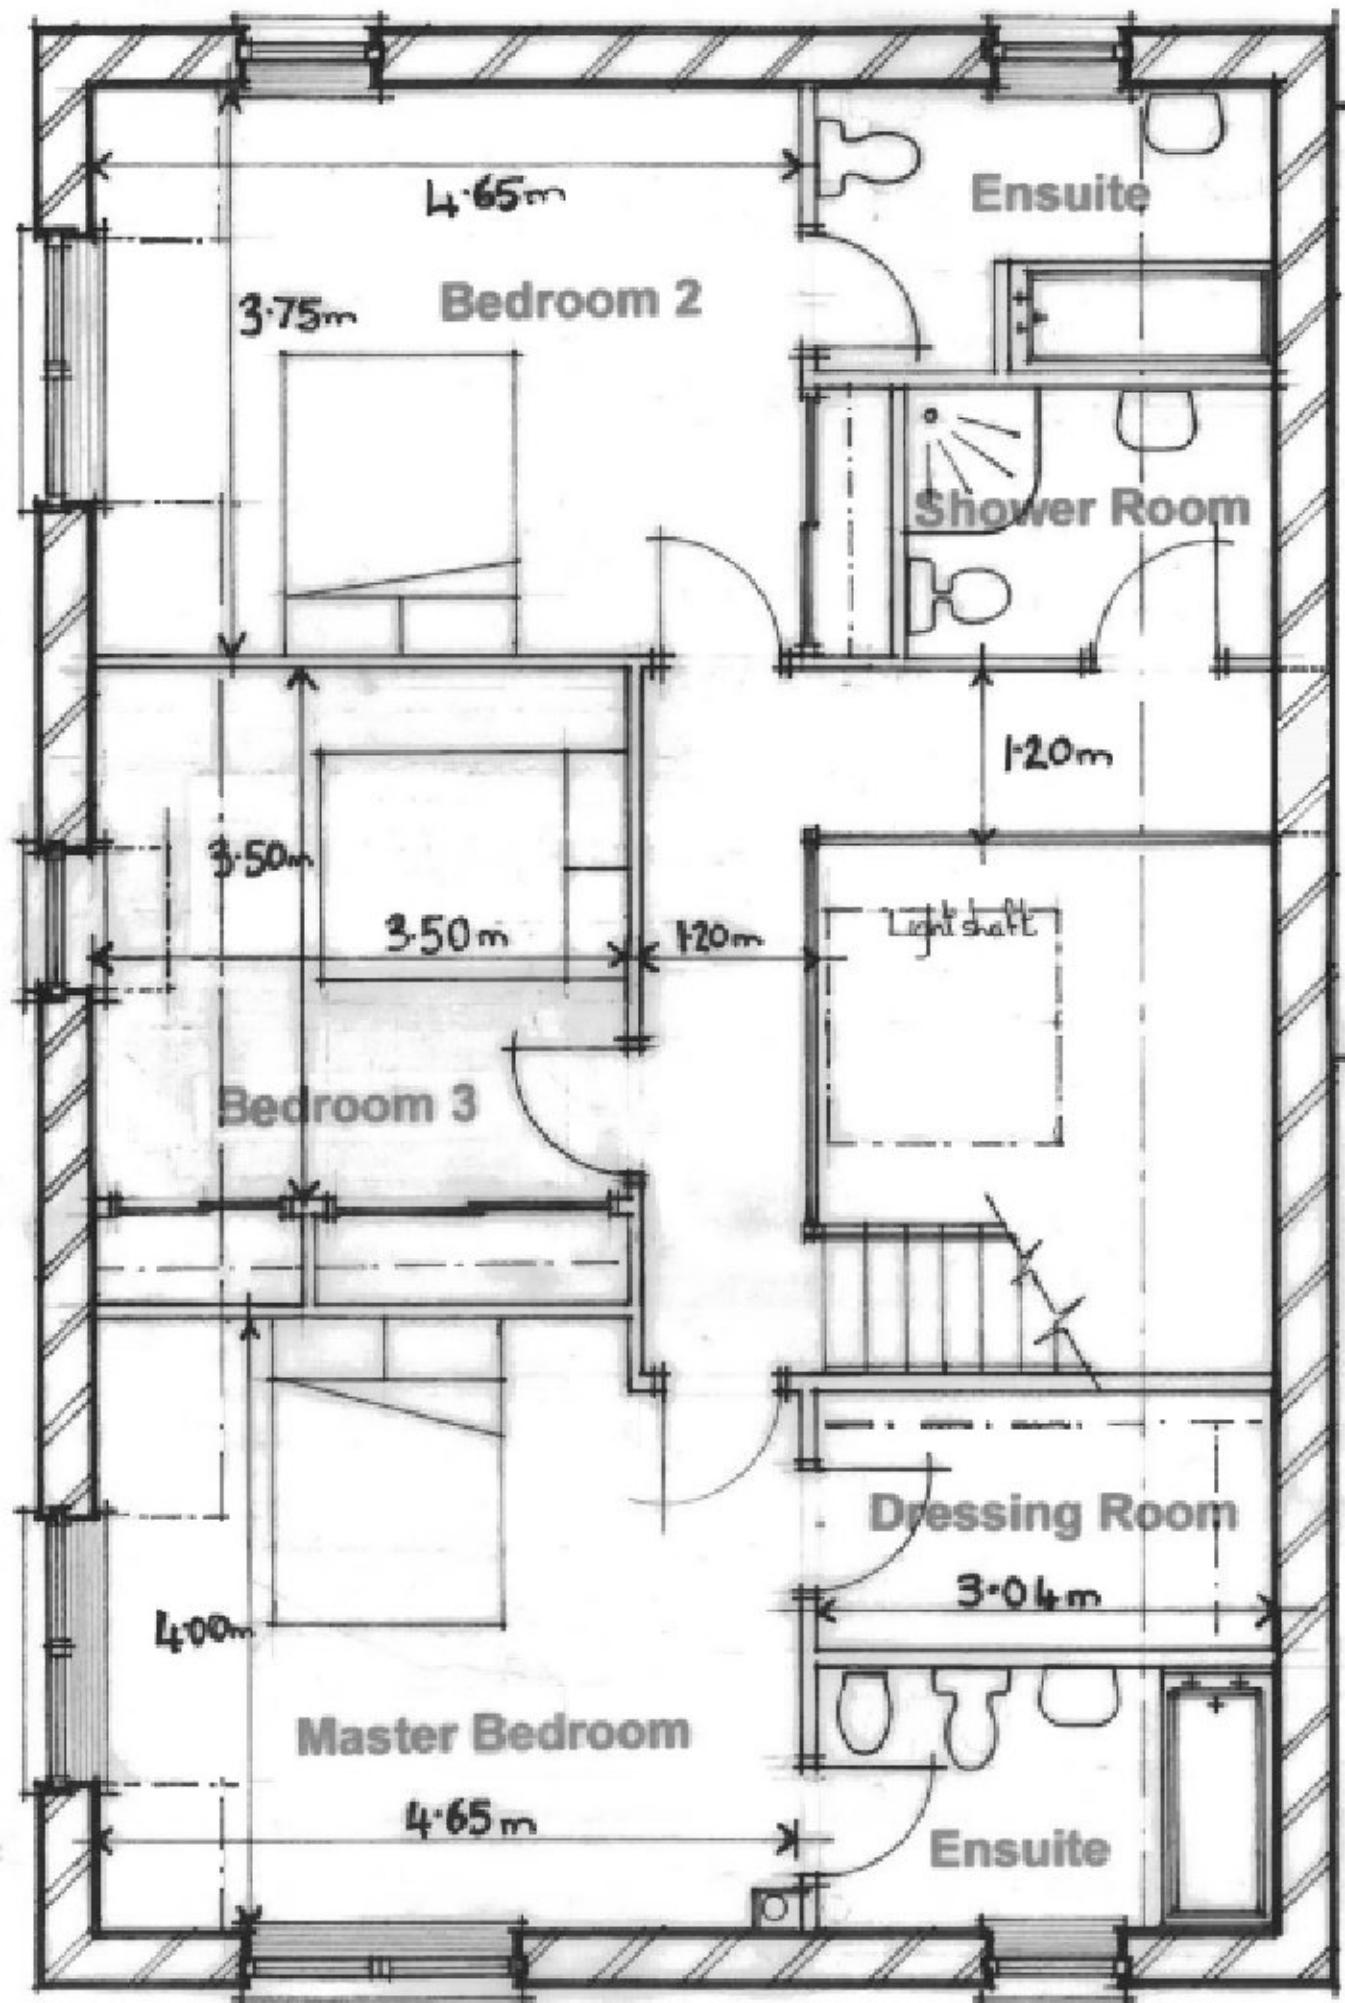 4.65m
Ensuite
3.75m
Bedroom 2
Shower Room
1.20m
3.50m
Light shaft
3.50m
1.20m
Bedroom 3
Dressing Room
3.04m
4.00m
Master Bedroom
4.65m
Ensuite